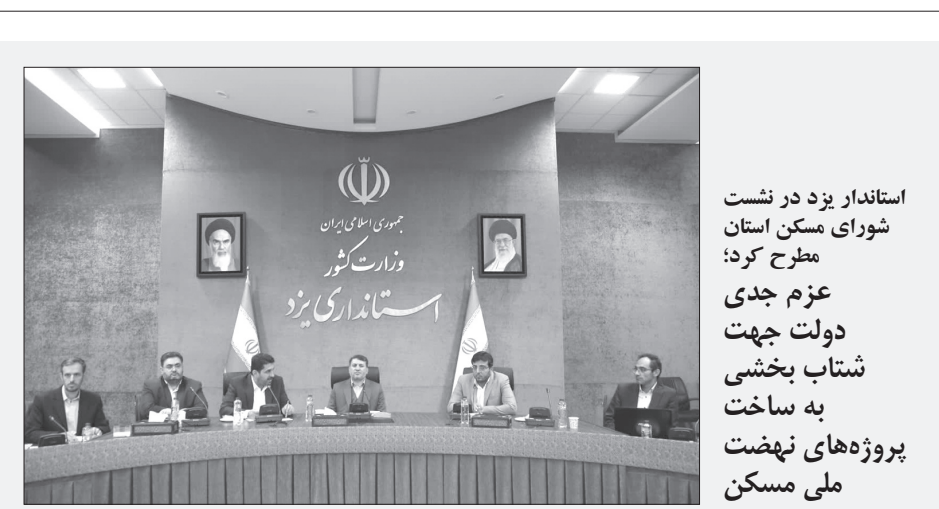 استاندار یزد در نشست
شورای مسکن استان
مطرح کرد؛
عزم جدی
دولت جهت
شتاب بخشی
به ساخت
پروژه‌های نهضت
ملی مسکن
جمهوری اسلامی ایران
وزارت کشور
استانداری یزد